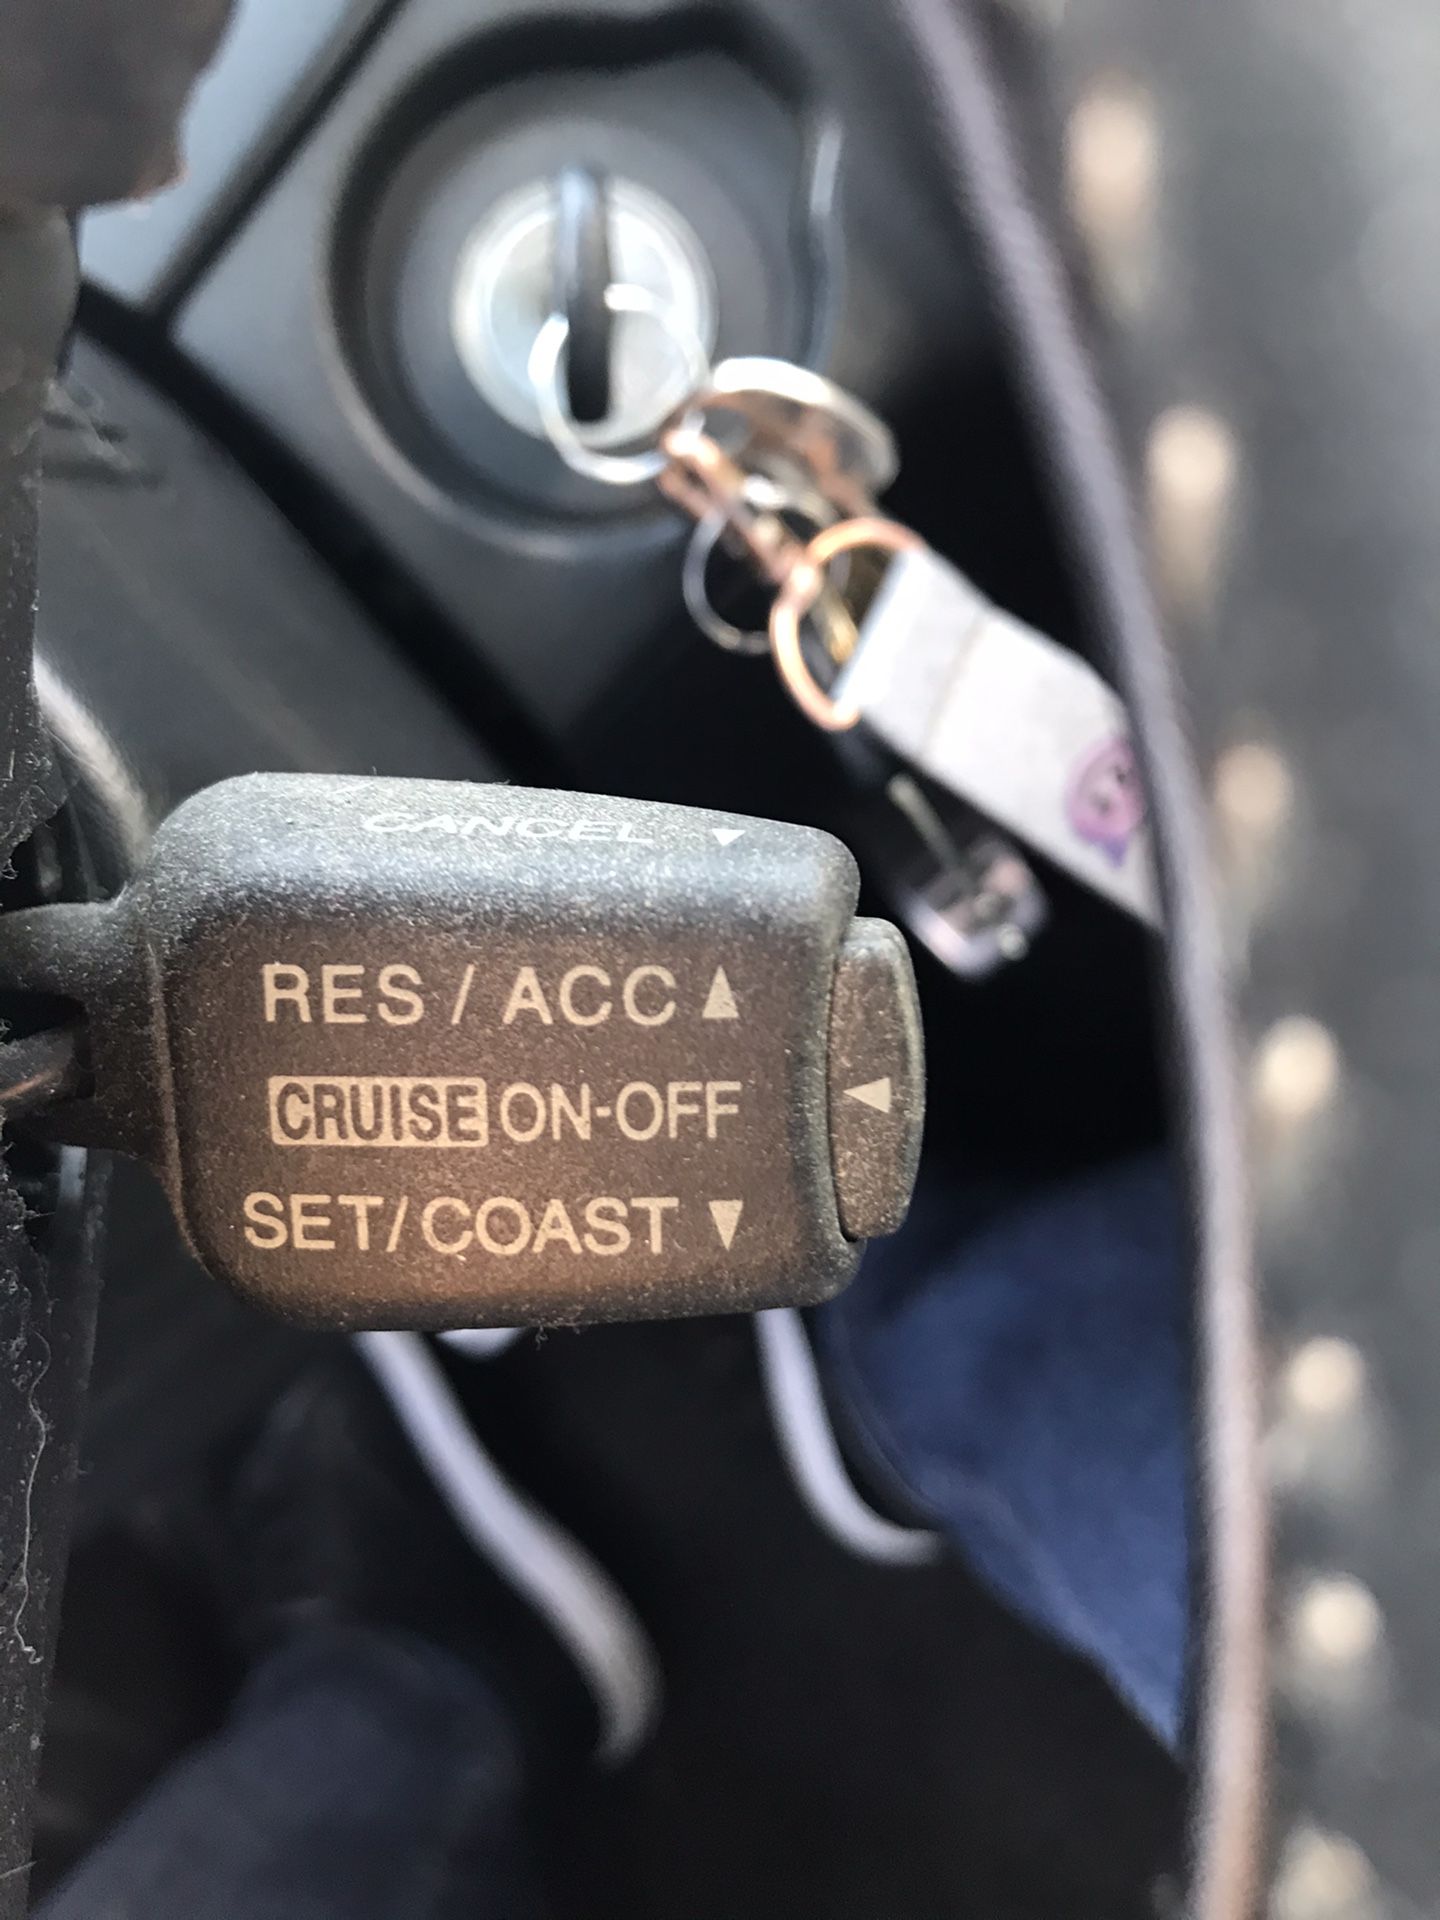 CANCEL ▼
RES / ACC ▲
CRUISE ON-OFF ◀
SET/COAST ▼